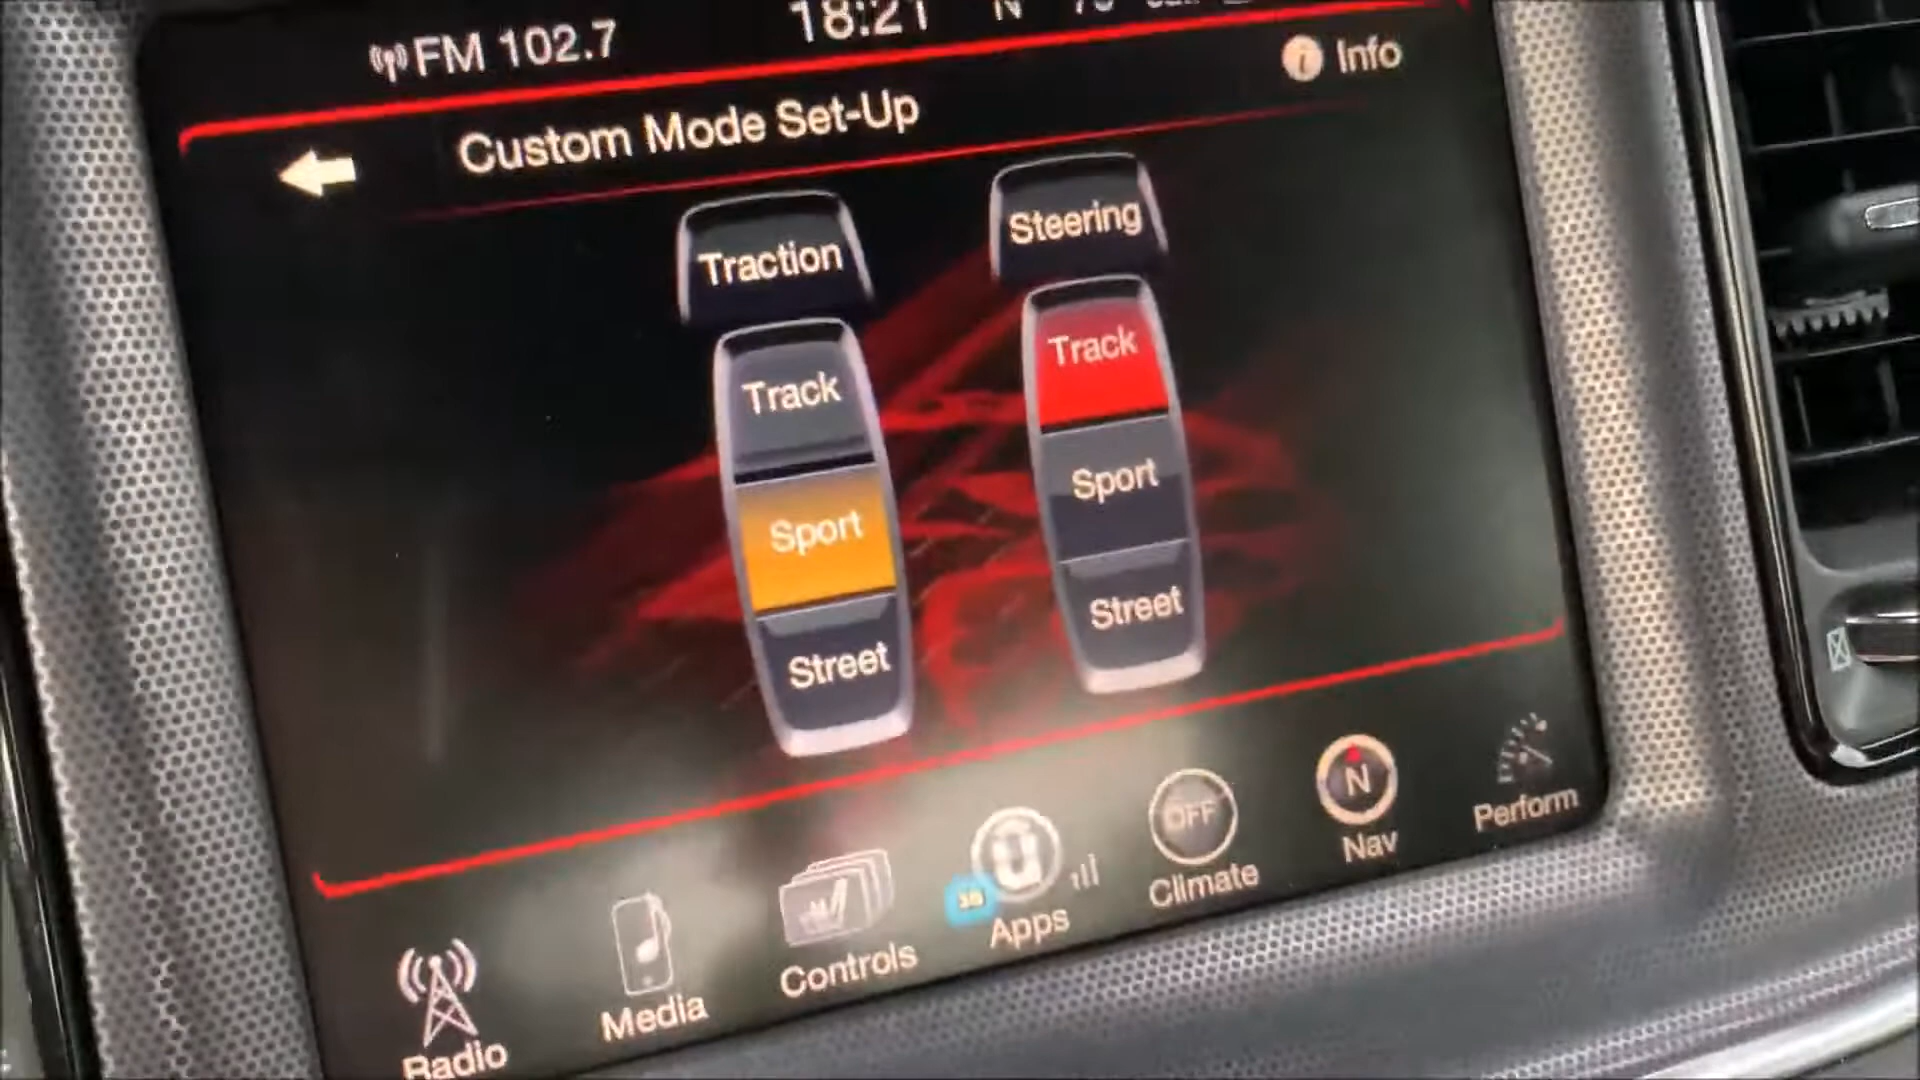 FM 102.7
18:21
N
Info
Custom Mode Set-Up
Traction
Steering
Track
Track
Sport
Sport
Street
Street
OFF
N
3G
Radio
Media
Controls
Apps
Climate
Nav
Perform